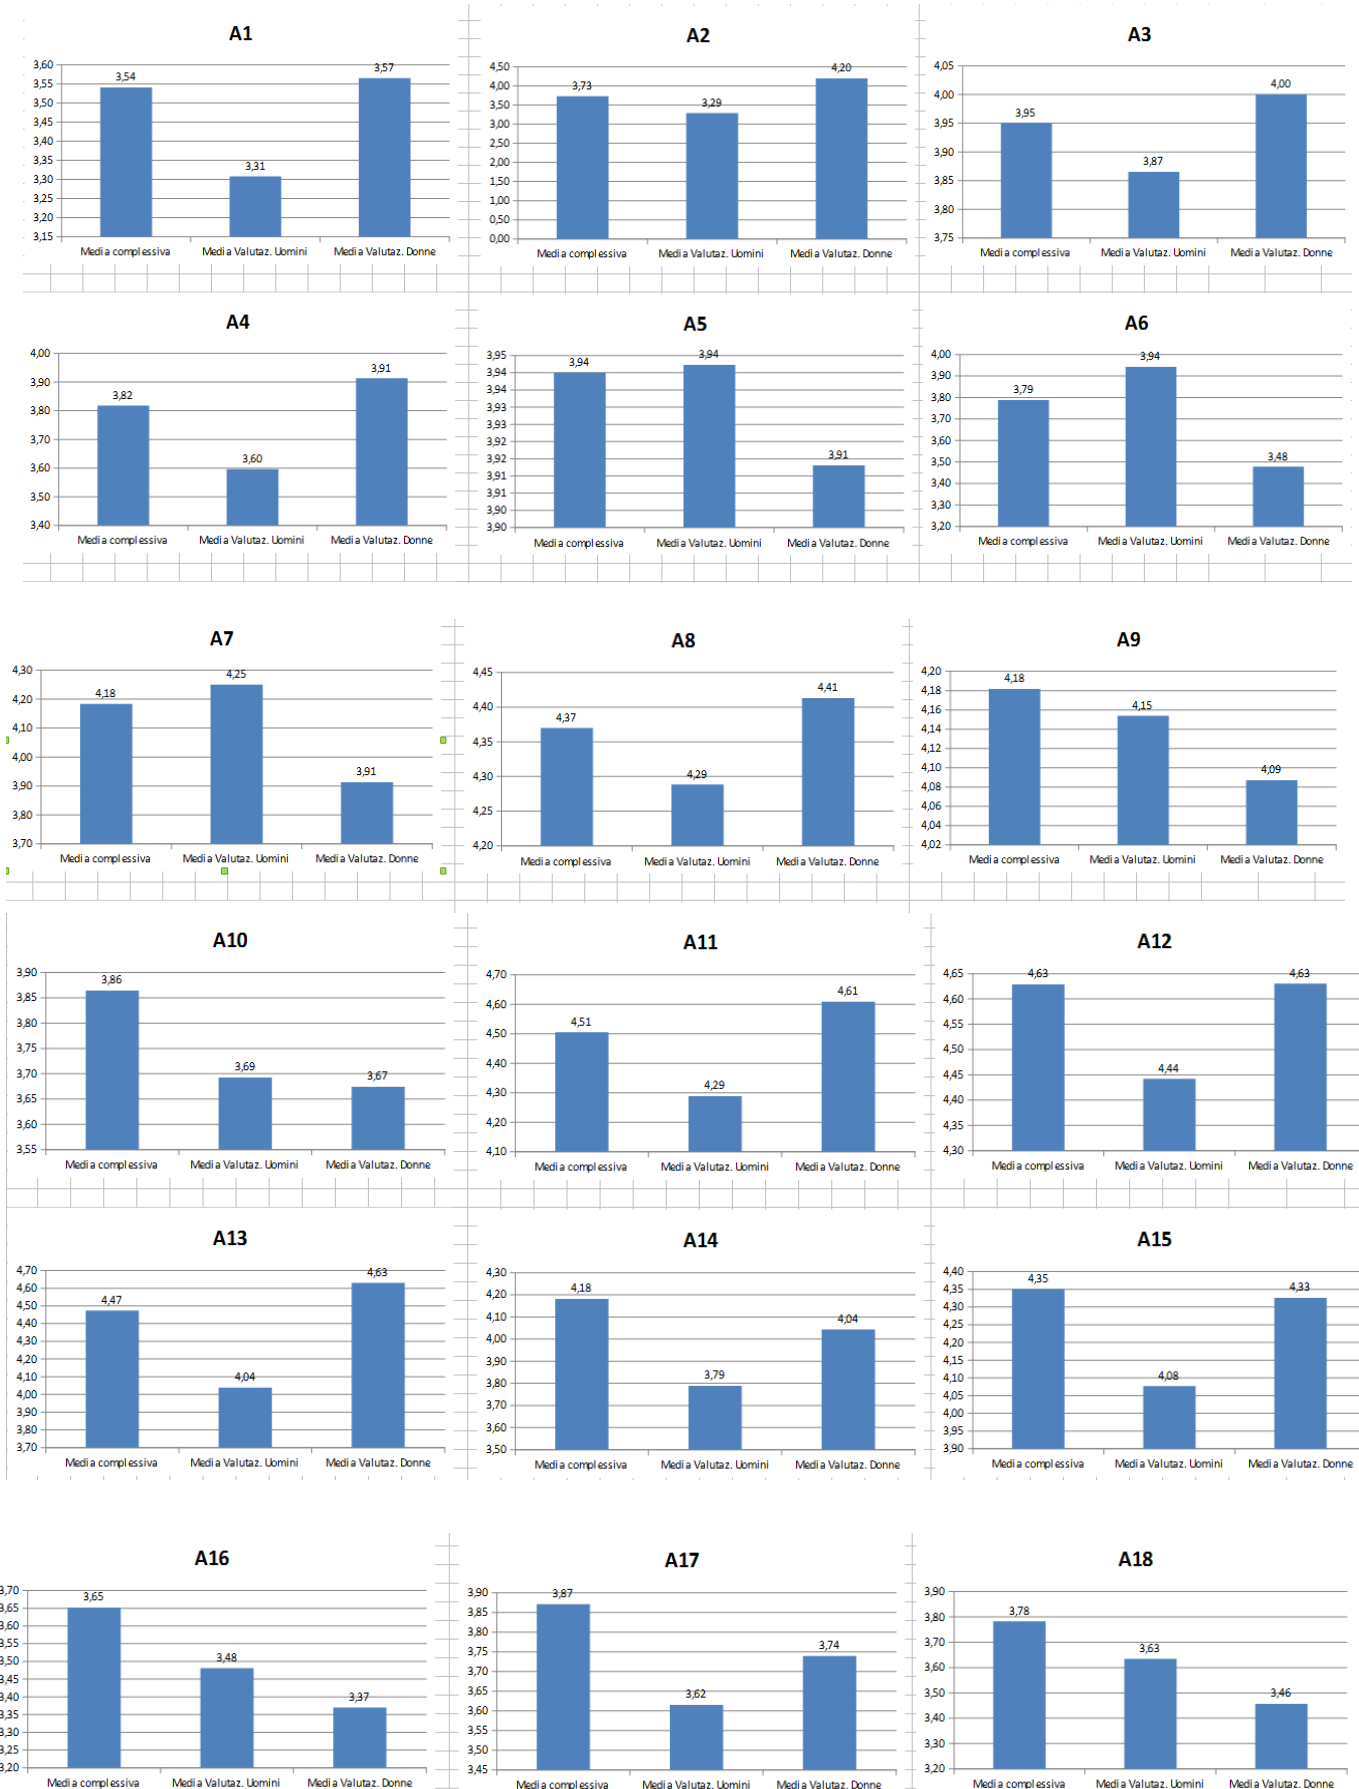 A1
3,60
3,55
3,50
3,45
3,40
3,35
3,30
3,25
3,20
3,15
3,54
3,31
3,57
Media complessiva
Media Valutaz. Uomini
Media Valutaz. Donne
A2
4,50
4,00
3,50
3,00
2,50
2,00
1,50
1,00
0,50
0,00
3,73
3,29
4,20
Media complessiva
Media Valutaz. Uomini
Media Valutaz. Donne
A3
4,05
4,00
3,95
3,90
3,85
3,80
3,75
3,95
3,87
4,00
Media complessiva
Media Valutaz. Uomini
Media Valutaz. Donne
A4
4,00
3,90
3,80
3,70
3,60
3,50
3,40
3,82
3,60
3,91
Media complessiva
Media Valutaz. Uomini
Media Valutaz. Donne
A5
3,95
3,94
3,94
3,93
3,93
3,92
3,92
3,91
3,91
3,90
3,90
3,94
3,94
3,91
Media complessiva
Media Valutaz. Uomini
Media Valutaz. Donne
A6
4,00
3,90
3,80
3,70
3,60
3,50
3,40
3,30
3,20
3,79
3,94
3,48
Media complessiva
Media Valutaz. Uomini
Media Valutaz. Donne
A7
4,30
4,20
4,10
4,00
3,90
3,80
3,70
4,18
4,25
3,91
Media complessiva
Media Valutaz. Uomini
Media Valutaz. Donne
A8
4,45
4,40
4,35
4,30
4,25
4,20
4,37
4,29
4,41
Media complessiva
Media Valutaz. Uomini
Media Valutaz. Donne
A9
4,20
4,18
4,16
4,14
4,12
4,10
4,08
4,06
4,04
4,02
4,18
4,15
4,09
Media complessiva
Media Valutaz. Uomini
Media Valutaz. Donne
A10
3,90
3,85
3,80
3,75
3,70
3,65
3,60
3,55
3,86
3,69
3,67
Media complessiva
Media Valutaz. Uomini
Media Valutaz. Donne
A11
4,70
4,60
4,50
4,40
4,30
4,20
4,10
4,51
4,29
4,61
Media complessiva
Media Valutaz. Uomini
Media Valutaz. Donne
A12
4,65
4,60
4,55
4,50
4,45
4,40
4,35
4,30
4,63
4,44
4,63
Media complessiva
Media Valutaz. Uomini
Media Valutaz. Donne
A13
4,70
4,60
4,50
4,40
4,30
4,20
4,10
4,00
3,90
3,80
3,70
4,47
4,04
4,63
Media complessiva
Media Valutaz. Uomini
Media Valutaz. Donne
A14
4,30
4,20
4,10
4,00
3,90
3,80
3,70
3,60
3,50
4,18
3,79
4,04
Media complessiva
Media Valutaz. Uomini
Media Valutaz. Donne
A15
4,40
4,35
4,30
4,25
4,20
4,15
4,10
4,05
4,00
3,95
3,90
4,35
4,08
4,33
Media complessiva
Media Valutaz. Uomini
Media Valutaz. Donne
A16
3,70
3,65
3,60
3,55
3,50
3,45
3,40
3,35
3,30
3,25
3,20
3,65
3,48
3,37
Media complessiva
Media Valutaz. Uomini
Media Valutaz. Donne
A17
3,90
3,85
3,80
3,75
3,70
3,65
3,60
3,55
3,50
3,45
3,87
3,62
3,74
Media complessiva
Media Valutaz. Uomini
Media Valutaz. Donne
A18
3,90
3,80
3,70
3,60
3,50
3,40
3,30
3,20
3,78
3,63
3,46
Media complessiva
Media Valutaz. Uomini
Media Valutaz. Donne